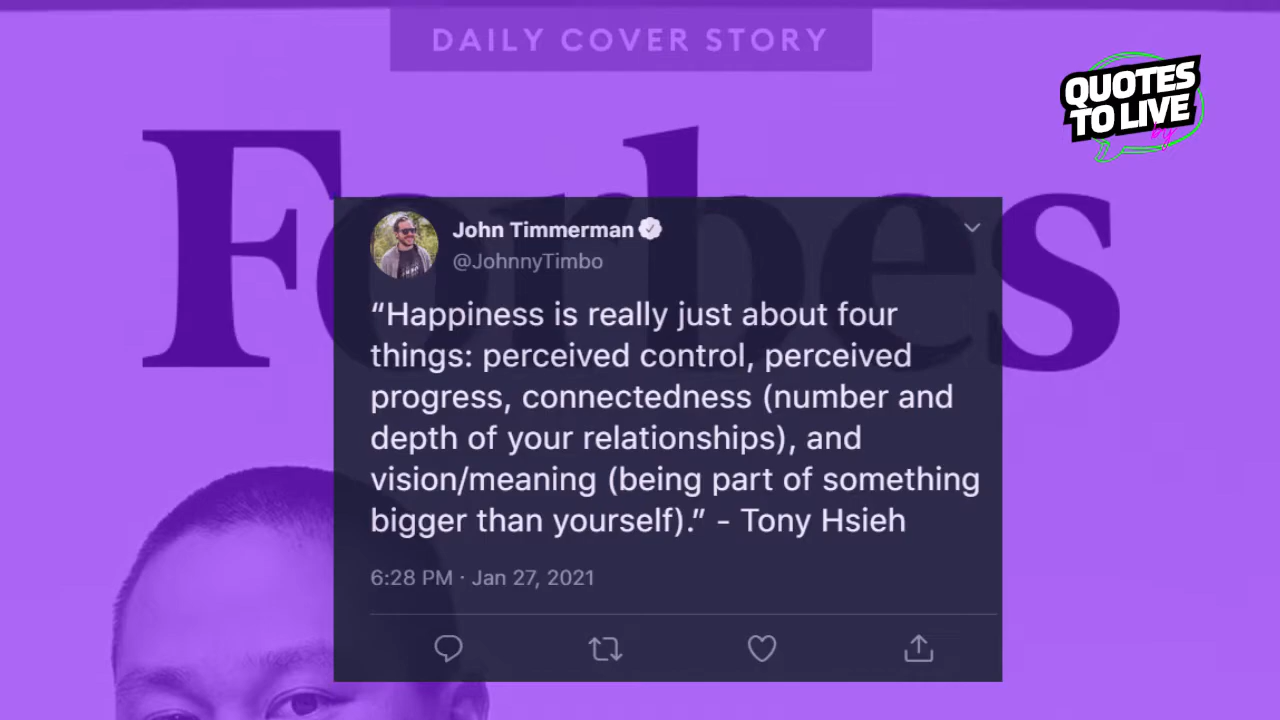 DAILY COVER STORY
QUOTES
TO LIVE
by
Forbes
John Timmerman
@JohnnyTimbo
“Happiness is really just about four
things: perceived control, perceived
progress, connectedness (number and
depth of your relationships), and
vision/meaning (being part of something
bigger than yourself).” - Tony Hsieh
6:28 PM · Jan 27, 2021